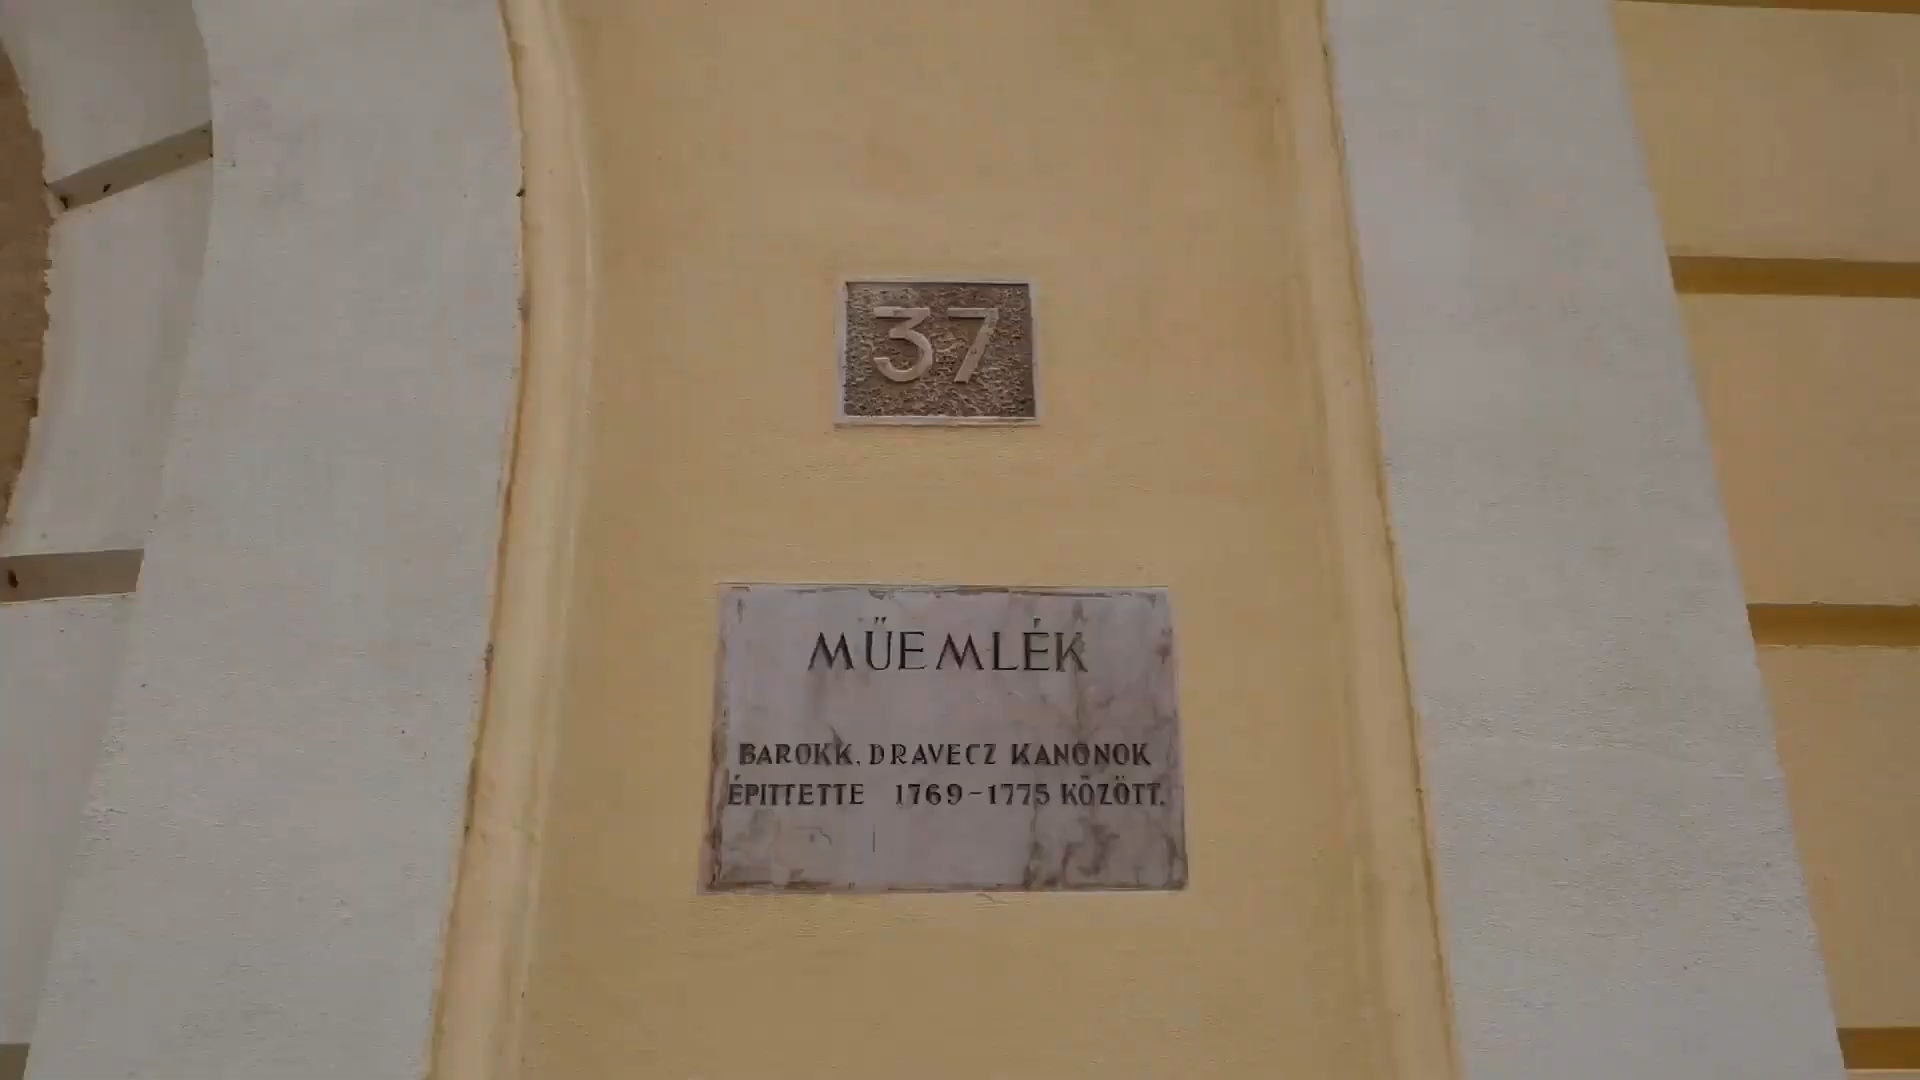 37
MŰEMLÉK
BAROKK. DRAVECZ KANONOK
ÉPITTETTE 1769-1775 KÖZÖTT.